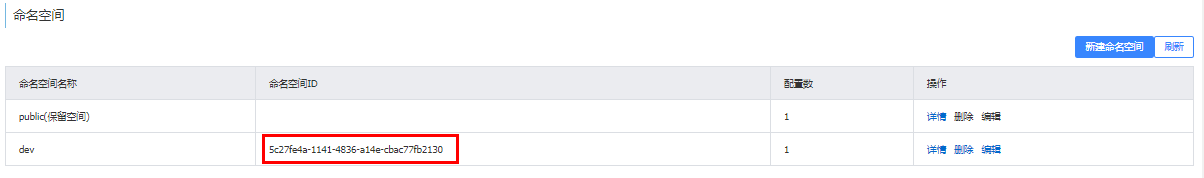 命名空间
新建命名空间 刷新
命名空间名称 命名空间ID 配置数 操作
public(保留空间) 1 详情 删除 编辑
dev 5c27fe4a-1141-4836-a14e-cbac77fb2130 1 详情 删除 编辑